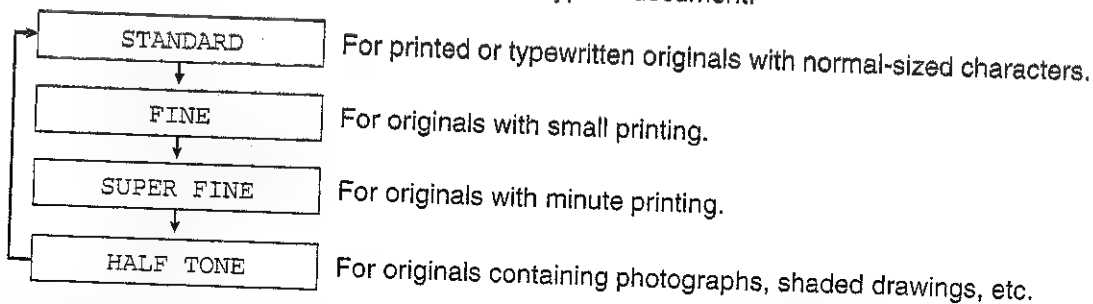 document.
STANDARD For printed or typewritten originals with normal-sized characters.
FINE For originals with small printing.
SUPER FINE For originals with minute printing.
HALF TONE For originals containing photographs, shaded drawings, etc.